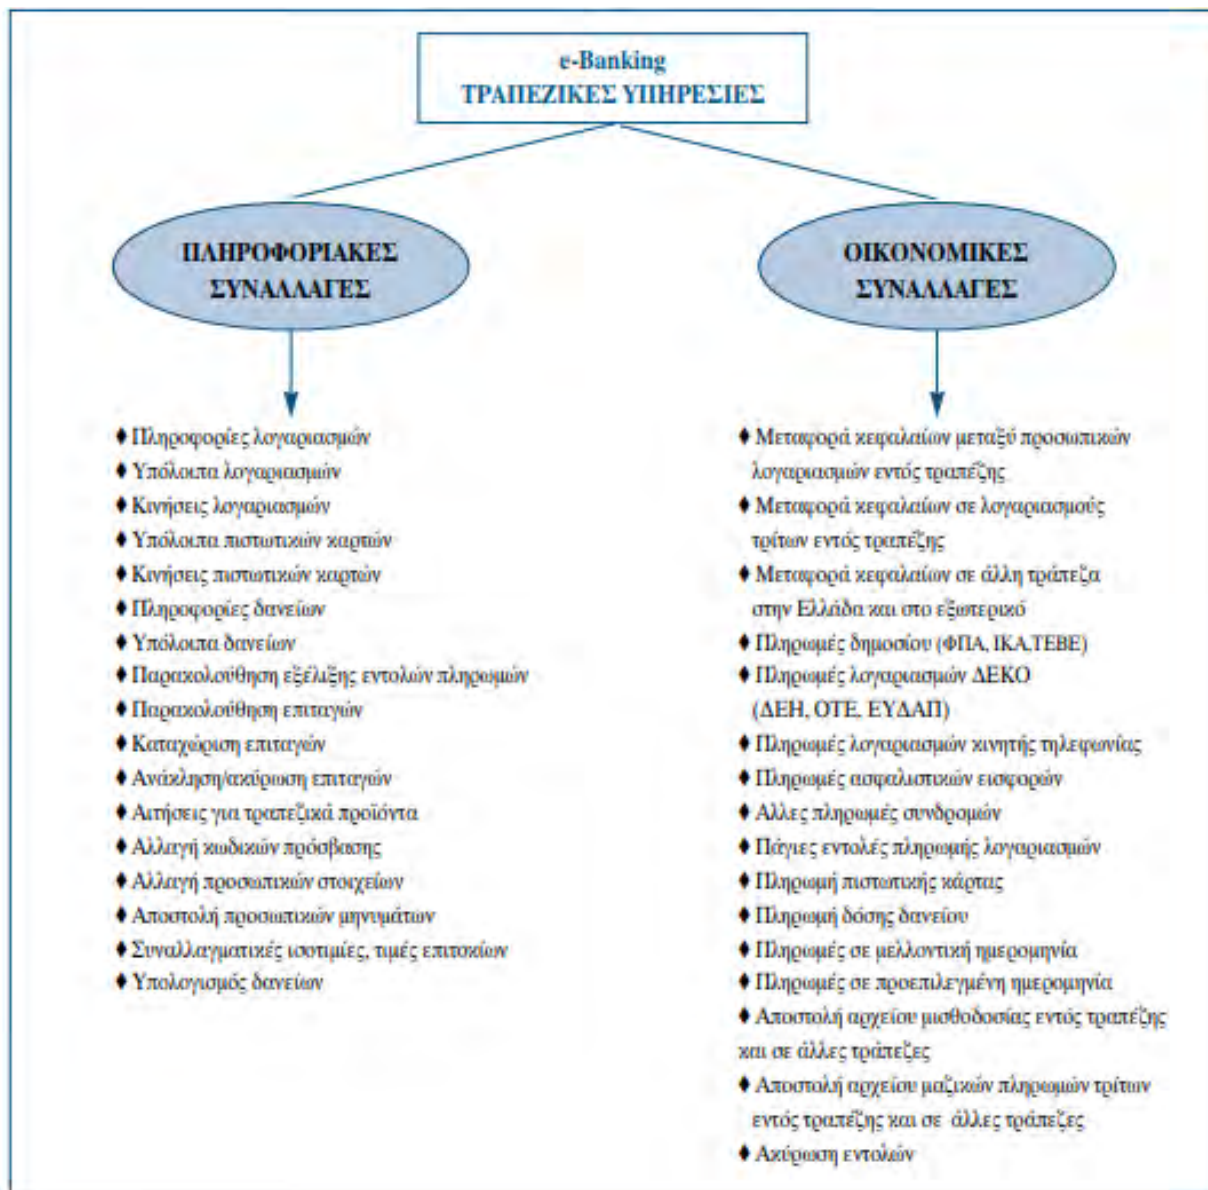 e-Banking
ΤΡΑΠΕΖΙΚΕΣ ΥΠΗΡΕΣΙΕΣ
ΠΛΗΡΟΦΟΡΙΑΚΕΣ
ΣΥΝΑΛΛΑΓΕΣ
♦ Πληροφορίες λογαριασμών
♦ Υπόλοιπα λογαριασμών
♦ Κινήσεις λογαριασμών
♦ Υπόλοιπα πιστωτικών καρτών
♦ Κινήσεις πιστωτικών καρτών
♦ Πληροφορίες δανείων
♦ Υπόλοιπα δανείων
♦ Παρακολούθηση εξέλιξης εντολών πληρωμών
♦ Παρακολούθηση επιταγών
♦ Καταχώριση επιταγών
♦ Ανάκληση/ακύρωση επιταγών
♦ Αιτήσεις για τραπεζικά προϊόντα
♦ Αλλαγή κωδικών πρόσβασης
♦ Αλλαγή προσωπικών στοιχείων
♦ Αποστολή προσωπικών μηνυμάτων
♦ Συναλλαγματικές ισοτιμίες, τιμές επιτοκίων
♦ Υπολογισμός δανείων
ΟΙΚΟΝΟΜΙΚΕΣ
ΣΥΝΑΛΛΑΓΕΣ
♦ Μεταφορά κεφαλαίων μεταξύ προσωπικών
λογαριασμών εντός τραπέζης
♦ Μεταφορά κεφαλαίων σε λογαριασμούς
τρίτων εντός τραπέζης
♦ Μεταφορά κεφαλαίων σε άλλη τράπεζα
στην Ελλάδα και στο εξωτερικό
♦ Πληρωμές δημοσίου (ΦΠΑ, ΙΚΑ,ΤΕΒΕ)
♦ Πληρωμές λογαριασμών ΔΕΚΟ
(ΔΕΗ, ΟΤΕ, ΕΥΔΑΠ)
♦ Πληρωμές λογαριασμών κινητής τηλεφωνίας
♦ Πληρωμές ασφαλιστικών εισφορών
♦ Αλλες πληρωμές συνδρομών
♦ Πάγιες εντολές πληρωμής λογαριασμών
♦ Πληρωμή πιστωτικής κάρτας
♦ Πληρωμή δόσης δανείου
♦ Πληρωμές σε μελλοντική ημερομηνία
♦ Πληρωμές σε προεπιλεγμένη ημερομηνία
♦ Αποστολή αρχείου μισθοδοσίας εντός τραπέζης
και σε άλλες τράπεζες
♦ Αποστολή αρχείου μαζικών πληρωμών τρίτων
εντός τραπέζης και σε άλλες τράπεζες
♦ Ακύρωση εντολών